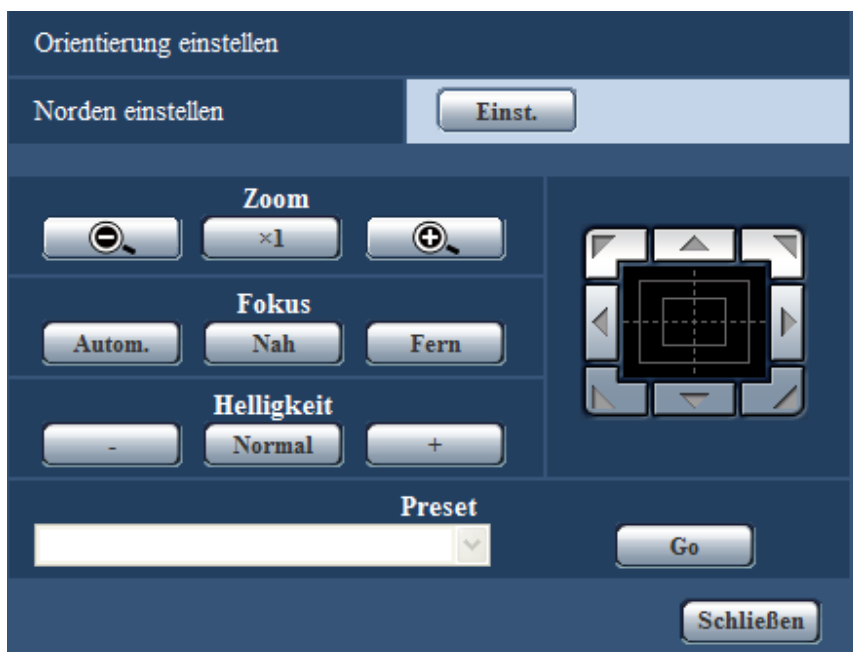 Orientierung einstellen
Norden einstellen Einst.
Zoom
×1
Fokus
Autom. Nah Fern
Helligkeit
- Normal +
Preset
Go
Schließen